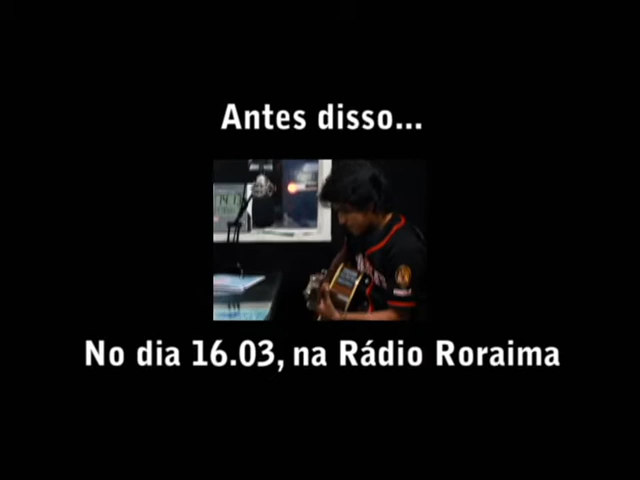 Antes disso...
No dia 16.03, na Rádio Roraima